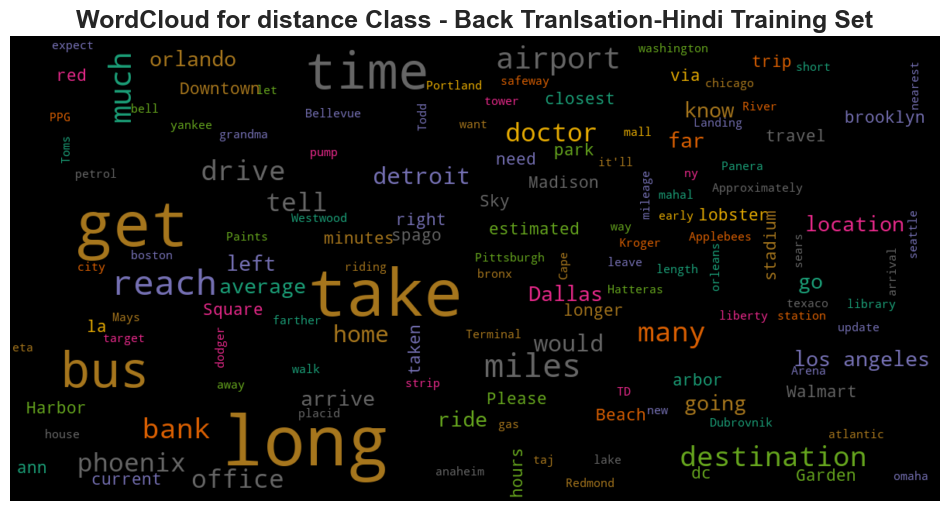 WordCloud for distance Class - Back Tranlsation-Hindi Training Set
expect
red
much
orlando
Downtown
let
time
airport
Portland
safeway
washington
via
trip
short
chicago
nearest
PPG
bell
yankee
grandma
Bellevue
Todd
tower
closest
want
doctor
mall
know
River
Landing
brooklyn
far
travel
Toms
petrol
pump
drive
detroit
need
park
it'll
Madison
ny
Panera
mileage
mahal
Approximately
get
tell
Westwood
right
Sky
spago
estimated
way
early
lobster
stadium
location
seattle
Paints
minutes
Kroger
Applebees
sears
city
boston
left
riding
Pittsburgh
bronx
Cape
leave
length
orleans
arrival
reach
average
take
Dallas
Hatteras
go
texaco
library
Square
farther
longer
liberty
station
la
Mays
target
dodger
home
taken
Terminal
would
many
update
eta
bus
away
walk
strip
miles
arbor
los angeles
Arena
Walmart
Harbor
arrive
placid
Please
TD
Beach
new
going
Dubrovnik
house
bank
long
ride
gas
atlantic
ann
phoenix
current
office
anaheim
hours
taj
lake
Redmond
destination
dc
Garden
omaha